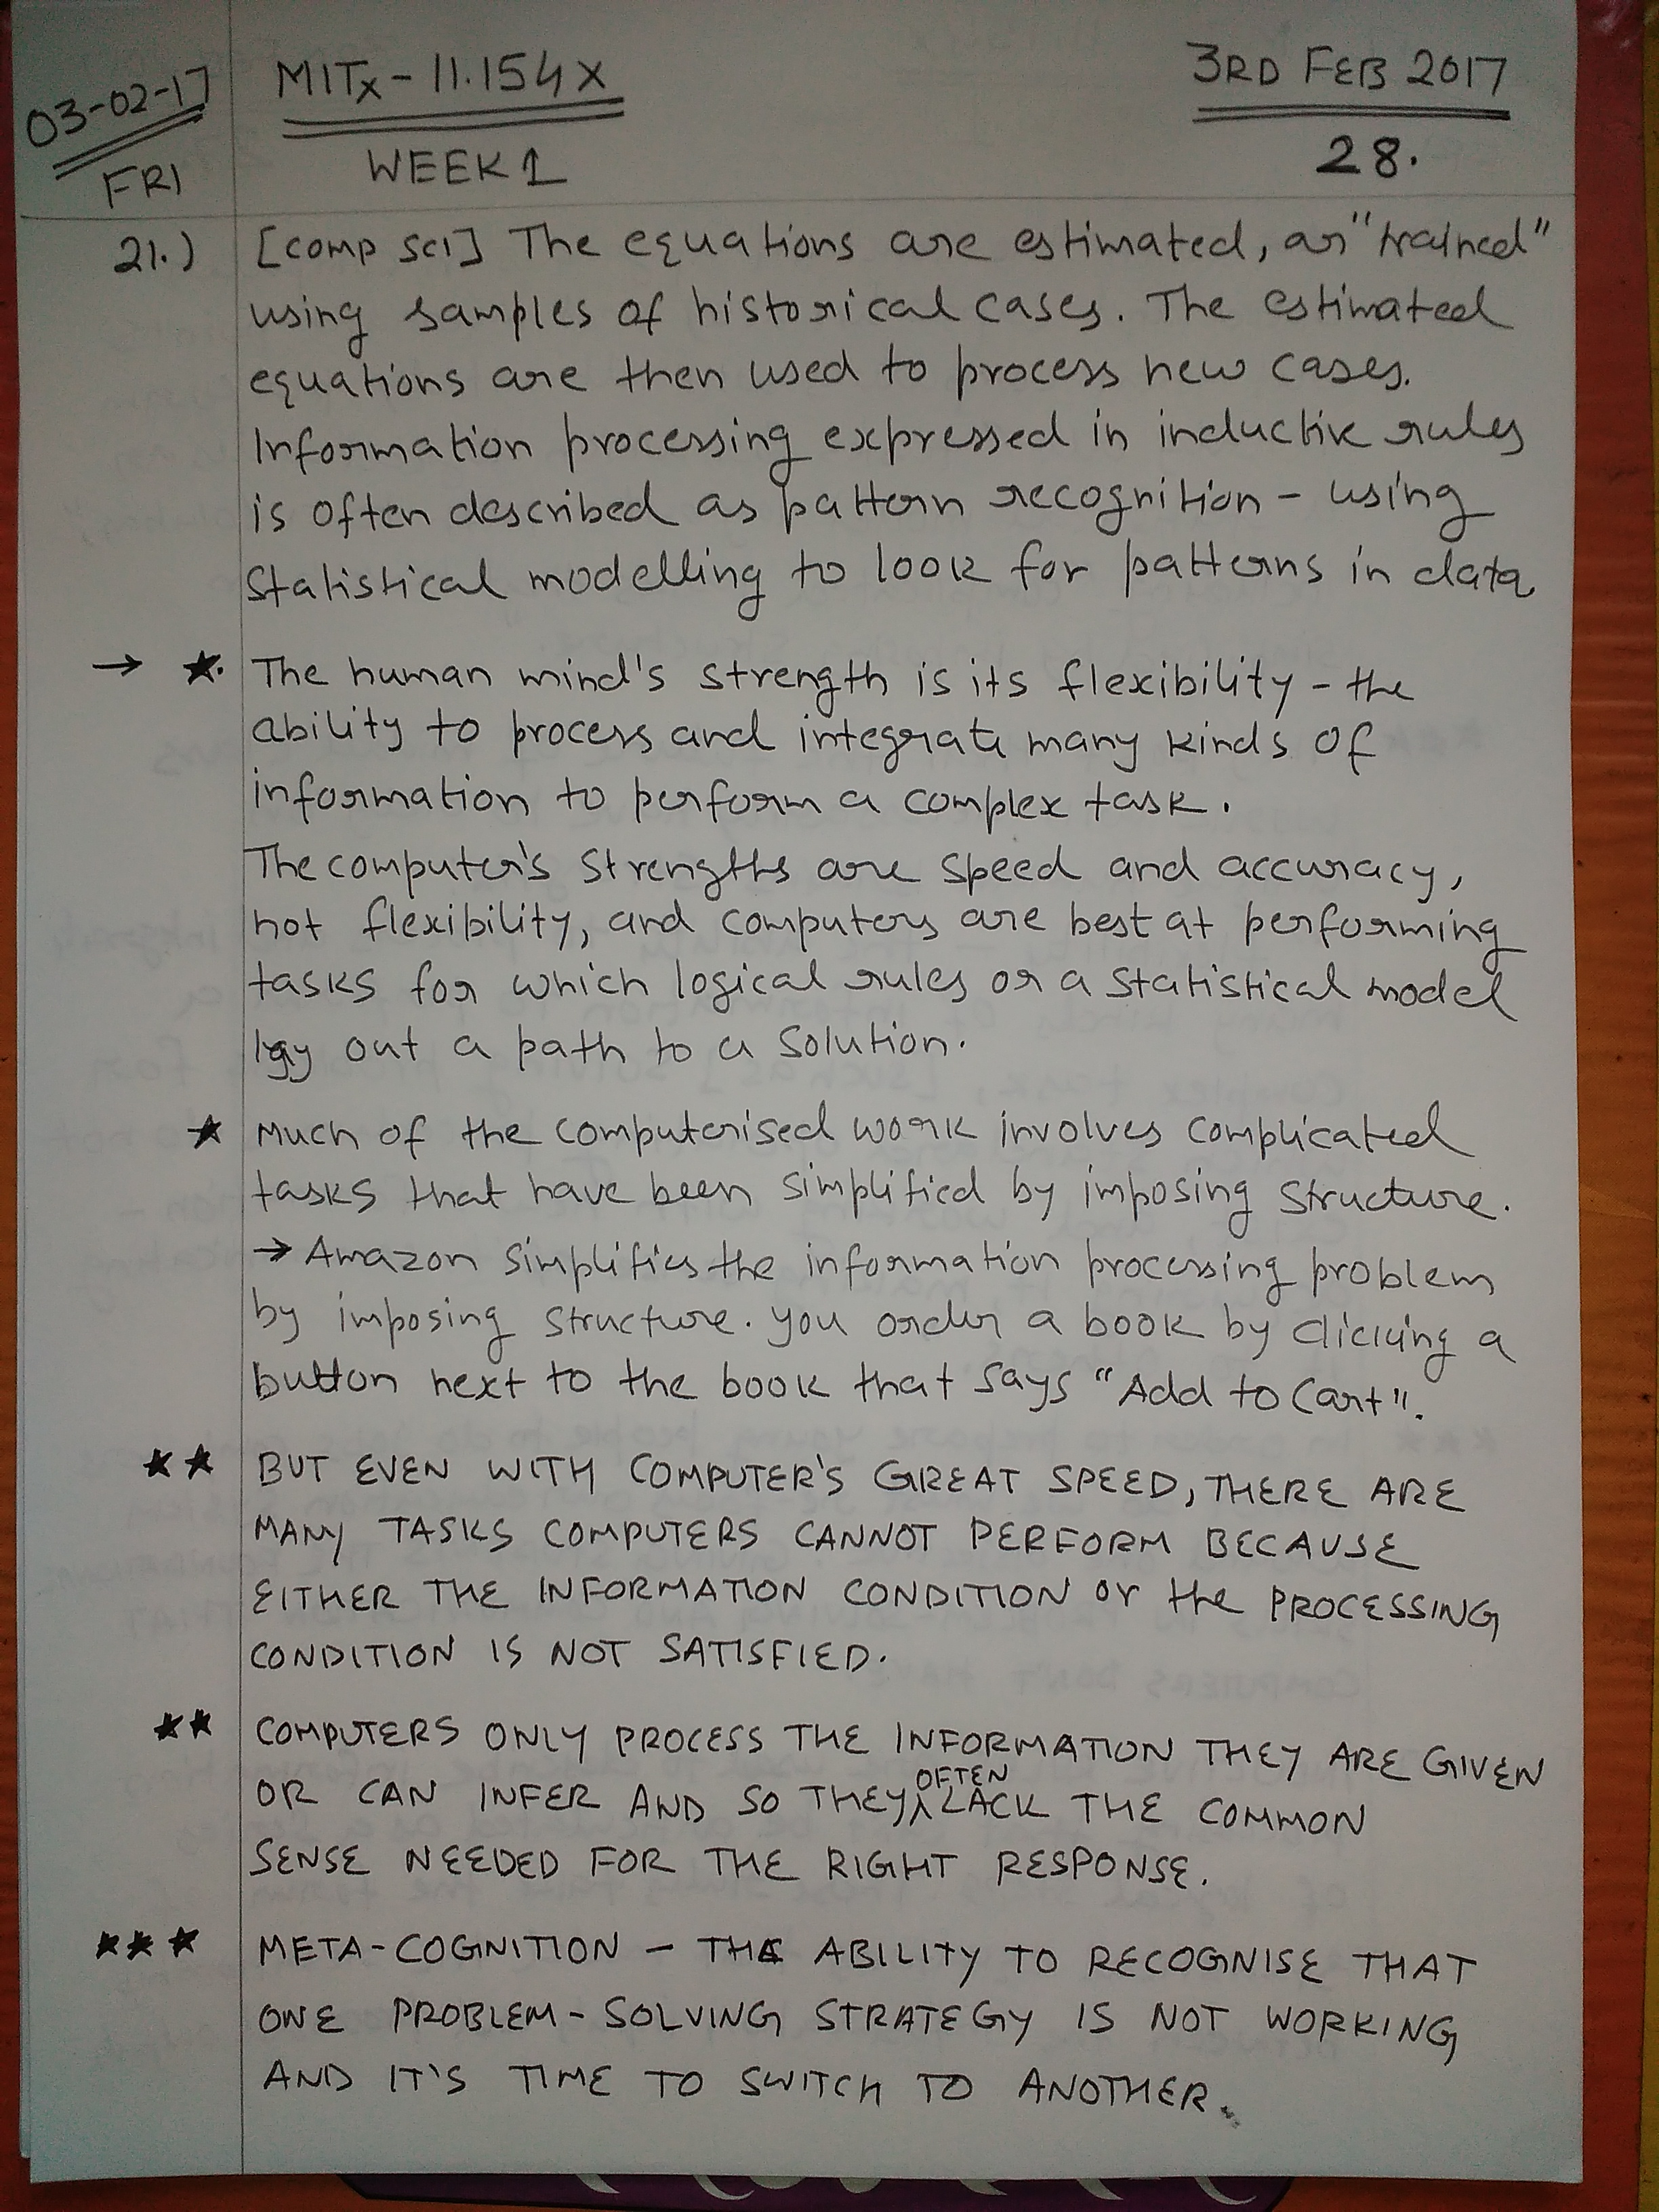 03-02-17
FRI
MITx - 11.154x
WEEK 1
3RD FEB 2017
28.
21.) [comp sci] The equations are estimated, or "trained"
using samples of historical cases. The estimated
equations are then used to process new cases.
Information processing expressed in inductive rules
is often described as pattern recognition - using
statistical modelling to look for patterns in data
→ ★. The human mind's strength is its flexibility - the
ability to process and integrate many kinds of
information to perform a complex task.
The computer's strengths are speed and accuracy,
not flexibility, and computers are best at performing
tasks for which logical rules or a statistical model
lay out a path to a solution.
★ Much of the computerised work involves complicated
tasks that have been simplified by imposing structure.
→ Amazon simplifies the information processing problem
by imposing structure. You order a book by clicking a
button next to the book that says "Add to Cart".
★★ BUT EVEN WITH COMPUTER'S GREAT SPEED, THERE ARE
MANY TASKS COMPUTERS CANNOT PERFORM BECAUSE
EITHER THE INFORMATION CONDITION or the PROCESSING
CONDITION IS NOT SATISFIED.
★★ COMPUTERS ONLY PROCESS THE INFORMATION THEY ARE GIVEN
OR CAN INFER AND SO THEY OFTEN LACK THE COMMON
SENSE NEEDED FOR THE RIGHT RESPONSE.
★★★ META-COGNITION - THE ABILITY TO RECOGNISE THAT
ONE PROBLEM-SOLVING STRATEGY IS NOT WORKING
AND IT'S TIME TO SWITCH TO ANOTHER.